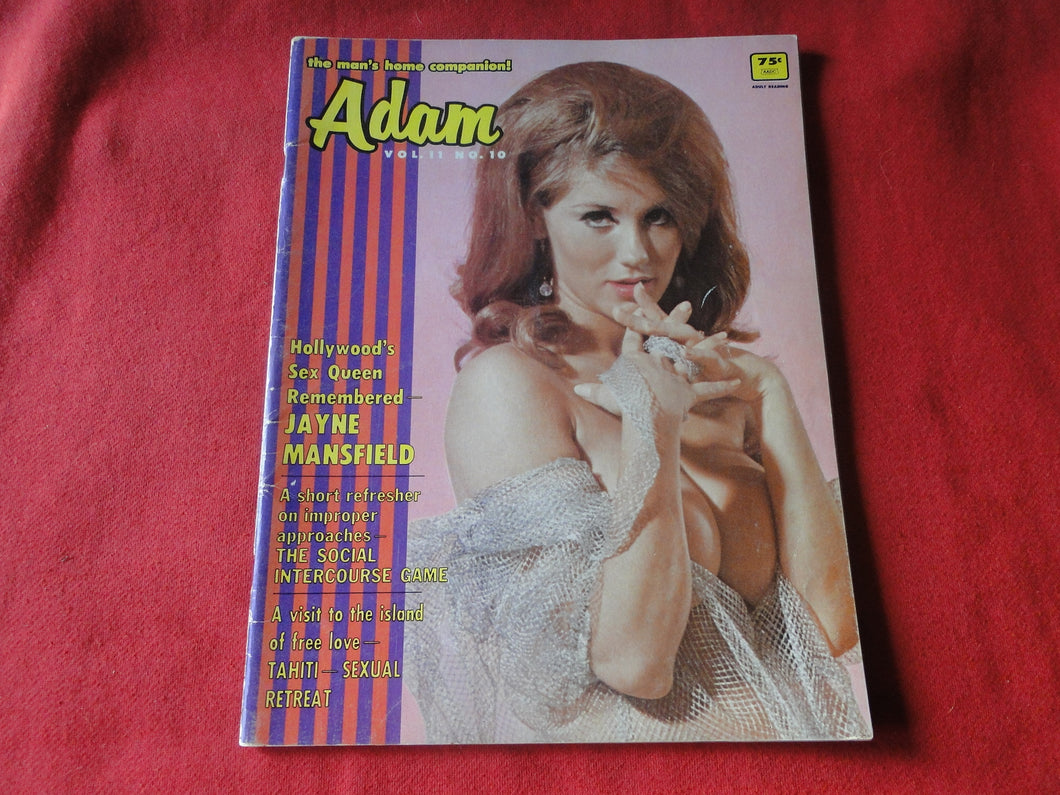 the man's home companion!
Adam
VOL. 11 NO. 10
75¢
AADC
ADULT READING
Hollywood's
Sex Queen
Remembered—
JAYNE
MANSFIELD
A short refresher
on improper
approaches—
THE SOCIAL
INTERCOURSE GAME
A visit to the island
of free love—
TAHITI—SEXUAL
RETREAT